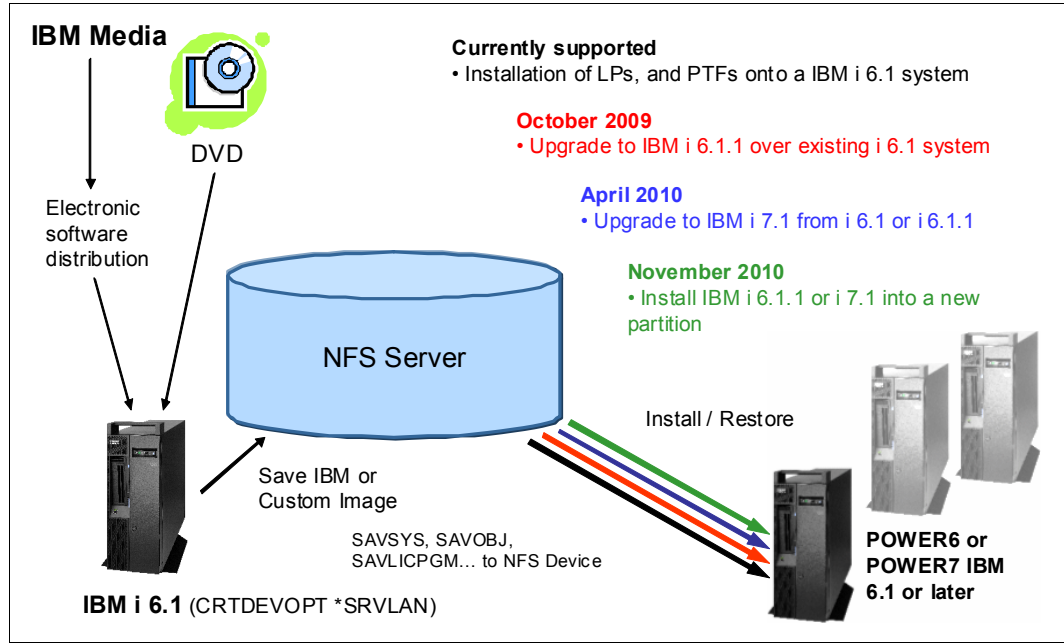 IBM Media
DVD
Electronic
software
distribution
Currently supported
• Installation of LPs, and PTFs onto a IBM i 6.1 system
October 2009
• Upgrade to IBM i 6.1.1 over existing i 6.1 system
April 2010
• Upgrade to IBM i 7.1 from i 6.1 or i 6.1.1
November 2010
• Install IBM i 6.1.1 or i 7.1 into a new
partition
NFS Server
Install / Restore
Save IBM or
Custom Image
SAVSYS, SAVOBJ,
SAVLICPGM... to NFS Device
IBM i 6.1 (CRTDEVOPT *SRVLAN)
POWER6 or
POWER7 IBM
6.1 or later